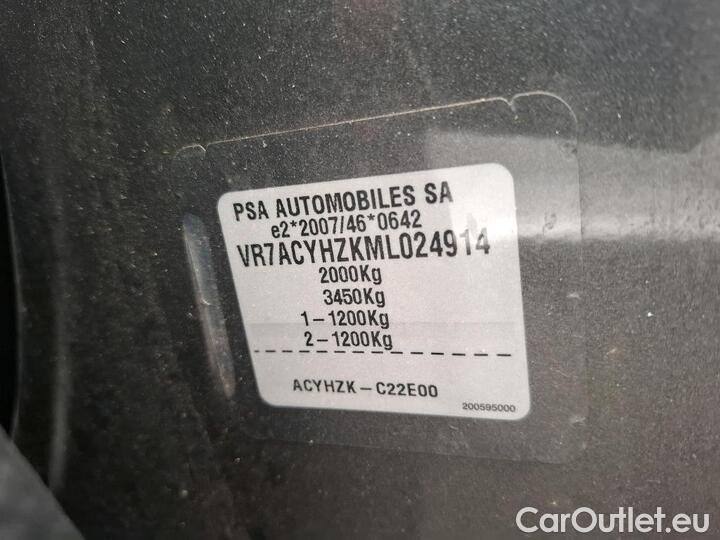 PSA AUTOMOBILES SA
e2*2007/46*0642
VR7ACYHZKML024914
2000Kg
3450Kg
1-1200Kg
2-1200Kg
ACYHZK-C22E00
200595000
CarOutlet.eu